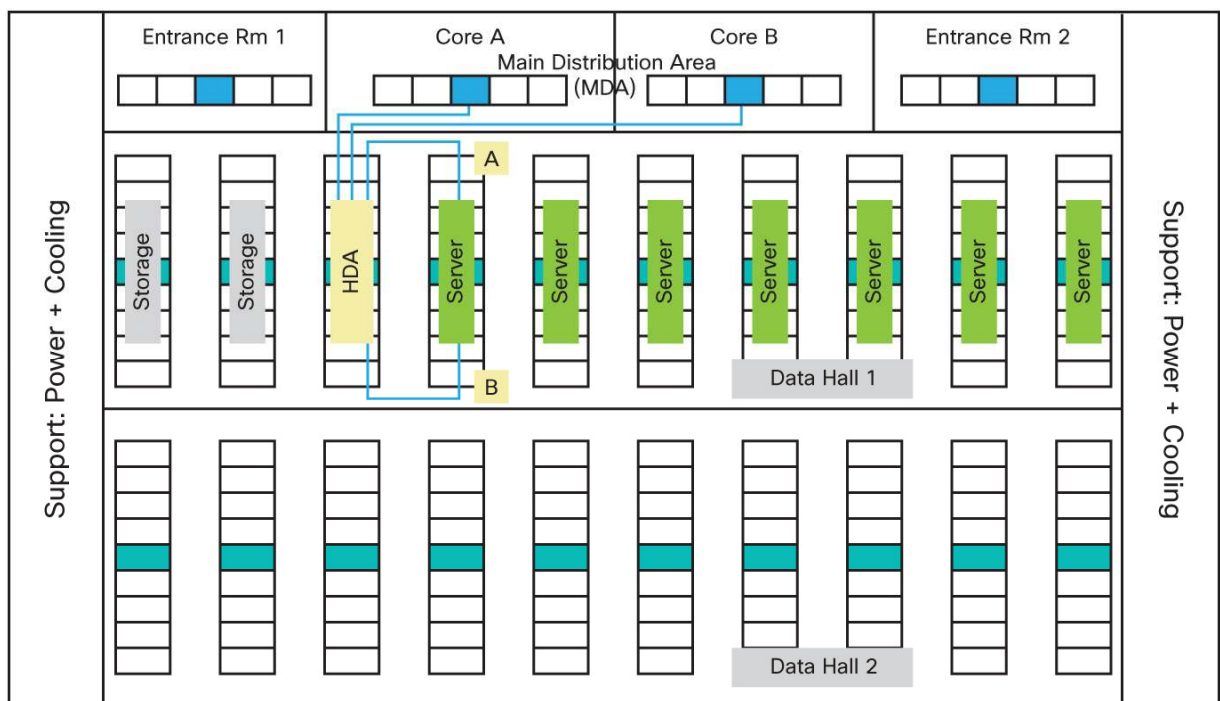 Entrance Rm 1
Core A
Core B
Entrance Rm 2
Main Distribution Area
(MDA)
Support: Power + Cooling
A
Storage
Storage
HDA
Server
Server
Server
Server
Server
Server
Server
Support: Power + Cooling
Data Hall 1
B
Data Hall 2